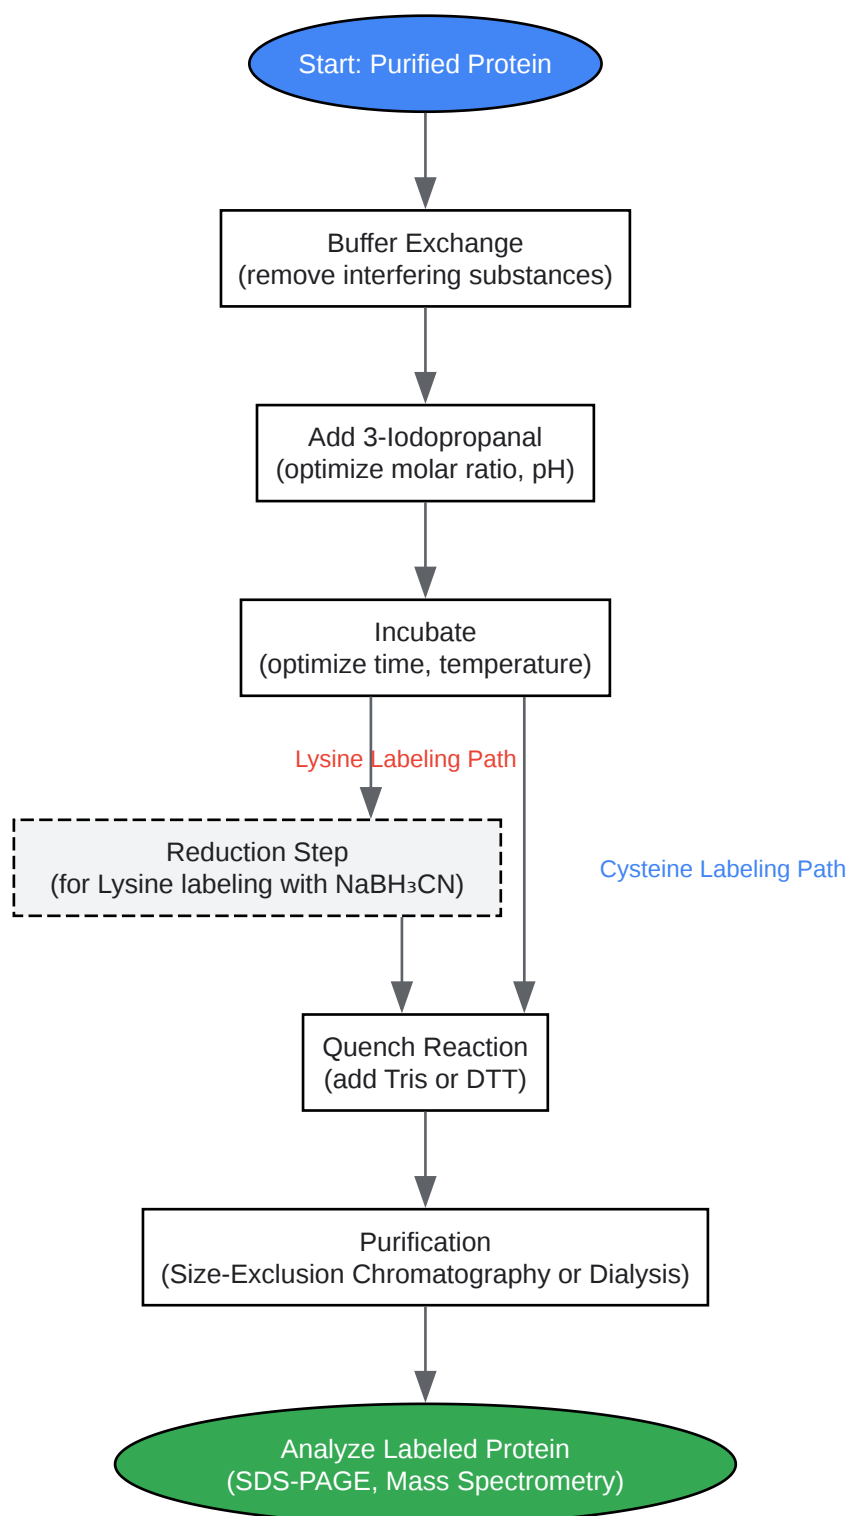 Start: Purified Protein
Buffer Exchange
(remove interfering substances)
Add 3-Iodopropanal
(optimize molar ratio, pH)
Incubate
(optimize time, temperature)
Lysine Labeling Path
Reduction Step
(for Lysine labeling with NaBH₃CN)
Cysteine Labeling Path
Quench Reaction
(add Tris or DTT)
Purification
(Size-Exclusion Chromatography or Dialysis)
Analyze Labeled Protein
(SDS-PAGE, Mass Spectrometry)